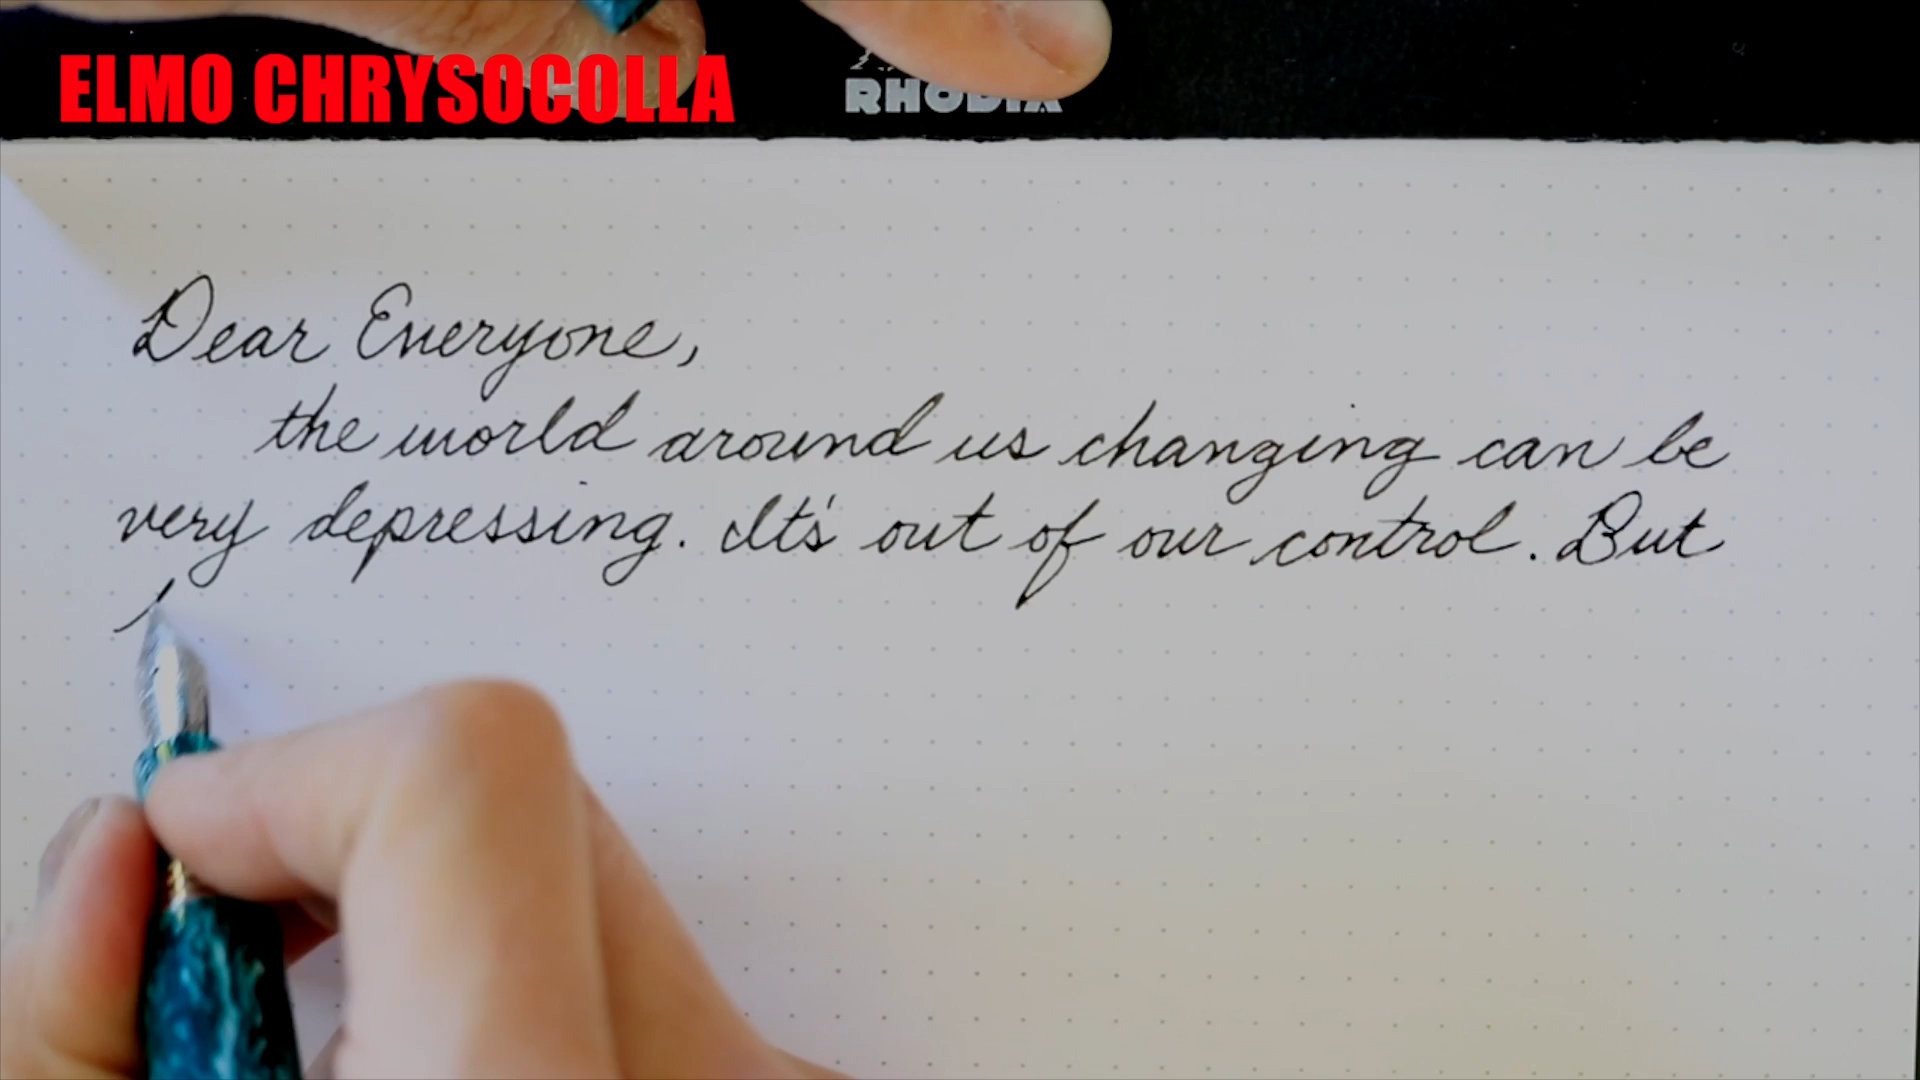 ELMO CHRYSOCOLLA
RHODIA
Dear Everyone,
the world around us changing can be
very depressing. It's out of our control. But